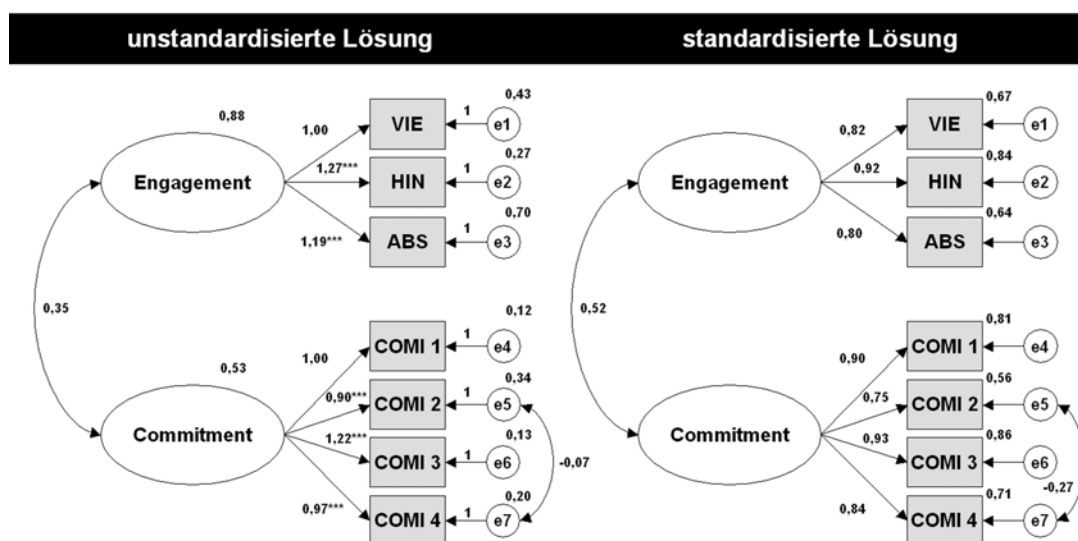 unstandardisierte Lösung
0,88
Engagement
1,00
1,27***
1,19***
VIE
HIN
ABS
1
1
1
0,43
e1
0,27
e2
0,70
e3
0,35
0,53
Commitment
1,00
0,90***
1,22***
0,97***
COMI 1
COMI 2
COMI 3
COMI 4
1
1
1
1
0,12
e4
0,34
e5
0,13
e6
0,20
e7
-0,07
standardisierte Lösung
Engagement
0,82
0,92
0,80
VIE
HIN
ABS
0,67
e1
0,84
e2
0,64
e3
0,52
Commitment
0,90
0,75
0,93
0,84
COMI 1
COMI 2
COMI 3
COMI 4
0,81
e4
0,56
e5
0,86
e6
0,71
e7
-0,27